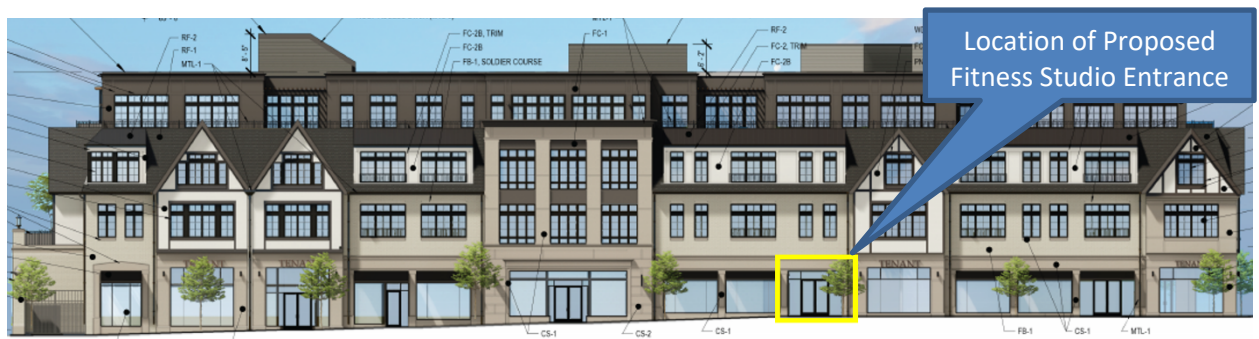 RF-2
RF-1
MTL-1
8'- 5"
FC-2B, TRIM
FC-2B
FB-1, SOLDIER COURSE
FC-1
RF-2
FC-2, TRIM
FC-2B
Location of Proposed
Fitness Studio Entrance
TENANT
TENANT
TENANT
CS-1
CS-2
CS-1
FB-1
CS-1
MTL-1